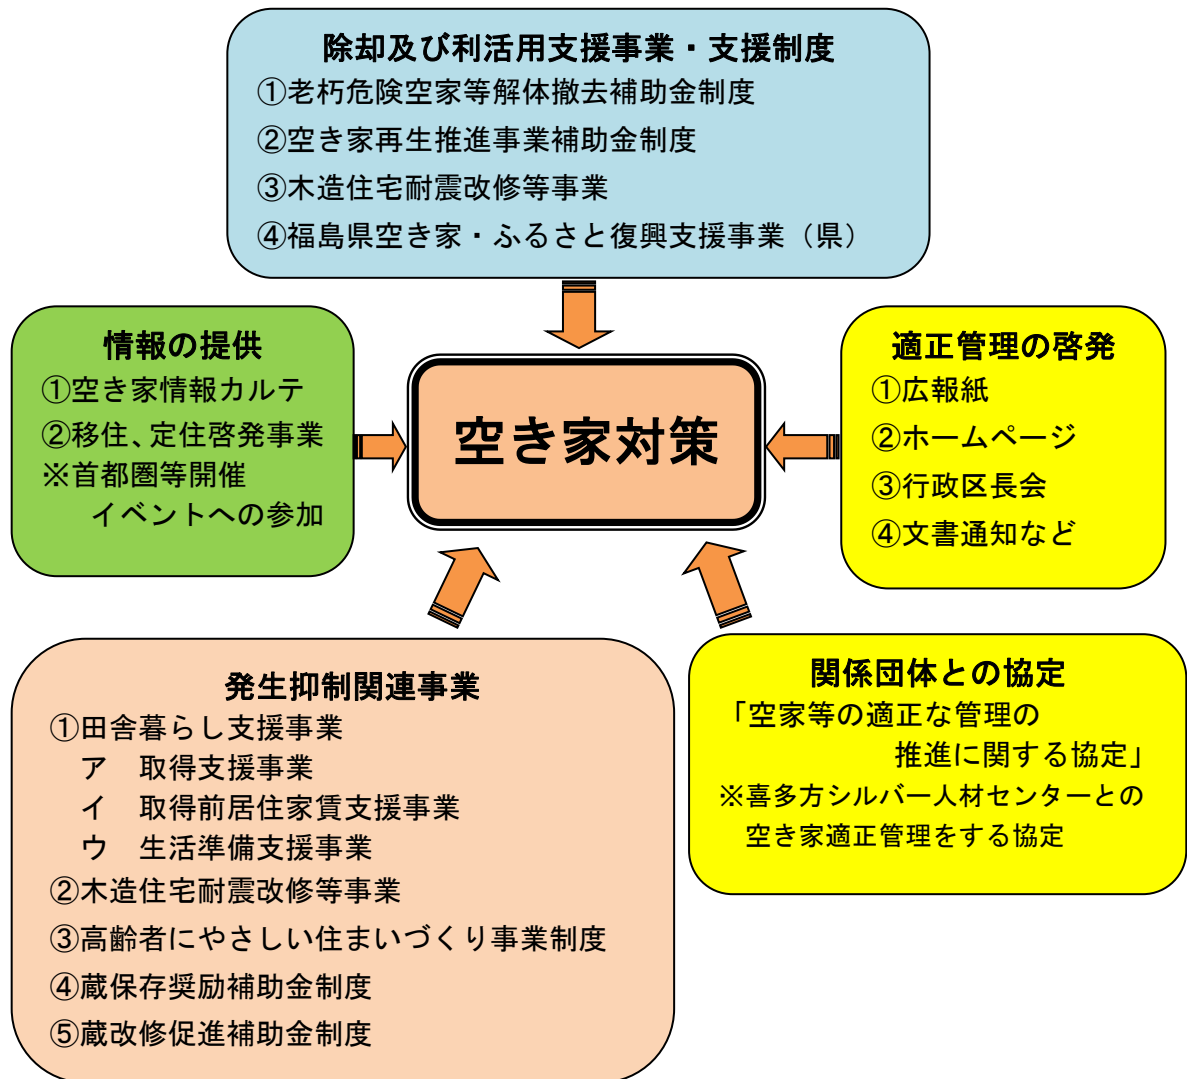 除却及び利活用支援事業・支援制度
①老朽危険空家等解体撤去補助金制度
②空き家再生推進事業補助金制度
③木造住宅耐震改修等事業
④福島県空き家・ふるさと復興支援事業（県）
情報の提供
①空き家情報カルテ
②移住、定住啓発事業
※首都圏等開催
イベントへの参加
空き家対策
適正管理の啓発
①広報紙
②ホームページ
③行政区長会
④文書通知など
発生抑制関連事業
①田舎暮らし支援事業
ア　取得支援事業
イ　取得前居住家賃支援事業
ウ　生活準備支援事業
②木造住宅耐震改修等事業
③高齢者にやさしい住まいづくり事業制度
④蔵保存奨励補助金制度
⑤蔵改修促進補助金制度
関係団体との協定
「空家等の適正な管理の
推進に関する協定」
※喜多方シルバー人材センターとの
空き家適正管理をする協定